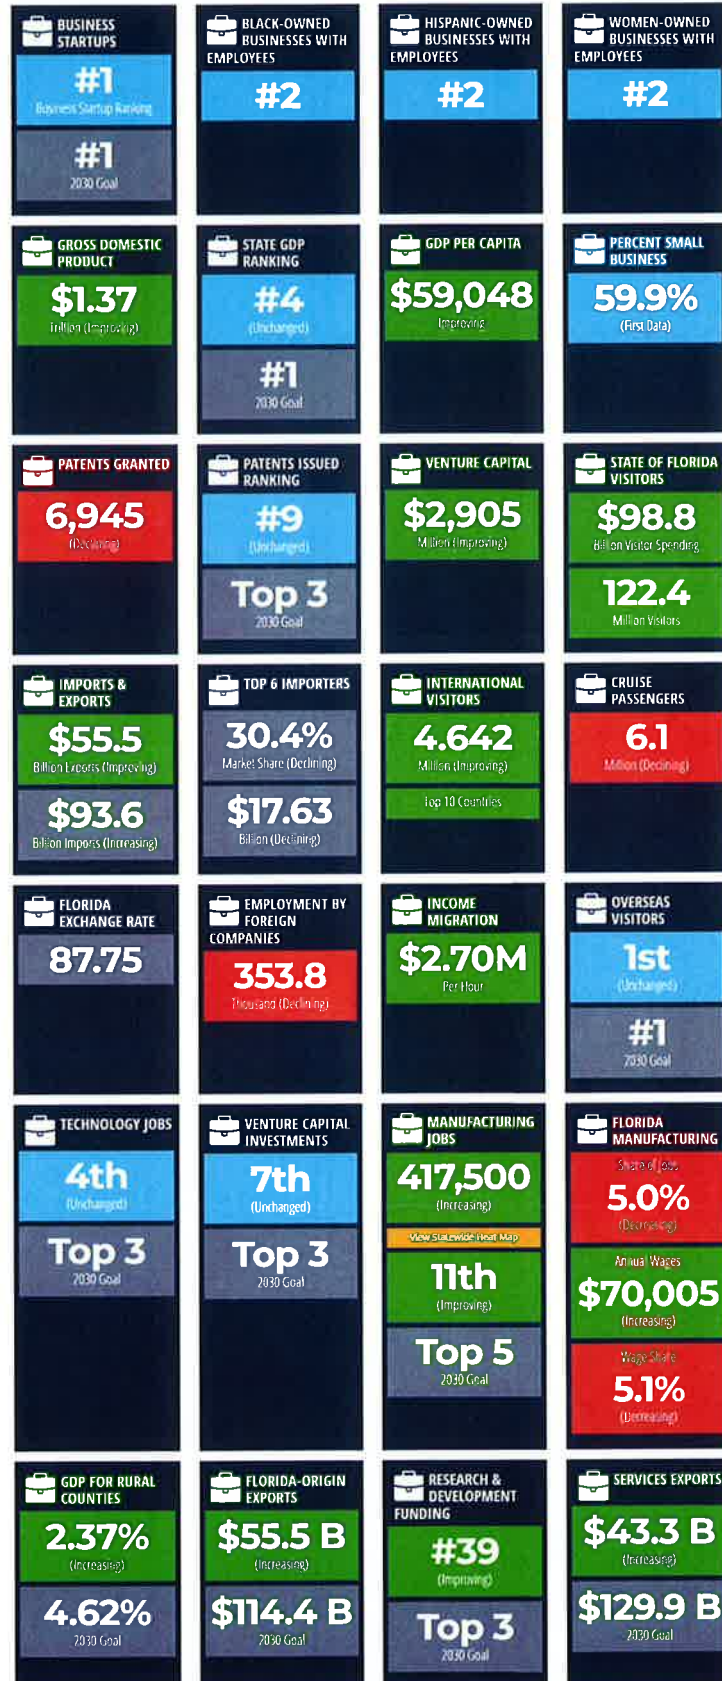 BUSINESS
STARTUPS
#1
Business Startup Ranking
#1
2030 Goal
BLACK-OWNED
BUSINESSES WITH
EMPLOYEES
#2
HISPANIC-OWNED
BUSINESSES WITH
EMPLOYEES
#2
WOMEN-OWNED
BUSINESSES WITH
EMPLOYEES
#2
GROSS DOMESTIC
PRODUCT
$1.37
Trillion (Improving)
STATE GDP
RANKING
#4
(Unchanged)
#1
2030 Goal
GDP PER CAPITA
$59,048
Improving
PERCENT SMALL
BUSINESS
59.9%
(First Data)
PATENTS GRANTED
6,945
(Declining)
PATENTS ISSUED
RANKING
#9
(Unchanged)
Top 3
2030 Goal
VENTURE CAPITAL
$2,905
Million (Improving)
STATE OF FLORIDA
VISITORS
$98.8
Billion Visitor Spending
122.4
Million Visitors
IMPORTS &
EXPORTS
$55.5
Billion Exports (Improving)
$93.6
Billion Imports (Increasing)
TOP 6 IMPORTERS
30.4%
Market Share (Declining)
$17.63
Billion (Declining)
INTERNATIONAL
VISITORS
4.642
Million (Improving)
Top 10 Countries
CRUISE
PASSENGERS
6.1
Million (Declining)
FLORIDA
EXCHANGE RATE
87.75
EMPLOYMENT BY
FOREIGN
COMPANIES
353.8
Thousand (Declining)
INCOME
MIGRATION
$2.70M
Per Hour
OVERSEAS
VISITORS
1st
(Unchanged)
#1
2030 Goal
TECHNOLOGY JOBS
4th
(Unchanged)
Top 3
2030 Goal
VENTURE CAPITAL
INVESTMENTS
7th
(Unchanged)
Top 3
2030 Goal
MANUFACTURING
JOBS
417,500
(Increasing)
View Statewide Heat Map
11th
(Improving)
Top 5
2030 Goal
FLORIDA
MANUFACTURING
Share of Jobs
5.0%
(Decreasing)
Annual Wages
$70,005
(Increasing)
Wage Share
5.1%
(Decreasing)
GDP FOR RURAL
COUNTIES
2.37%
(Increasing)
4.62%
2030 Goal
FLORIDA-ORIGIN
EXPORTS
$55.5 B
(Increasing)
$114.4 B
2030 Goal
RESEARCH &
DEVELOPMENT
FUNDING
#39
(Improving)
Top 3
2030 Goal
SERVICES EXPORTS
$43.3 B
(Increasing)
$129.9 B
2030 Goal